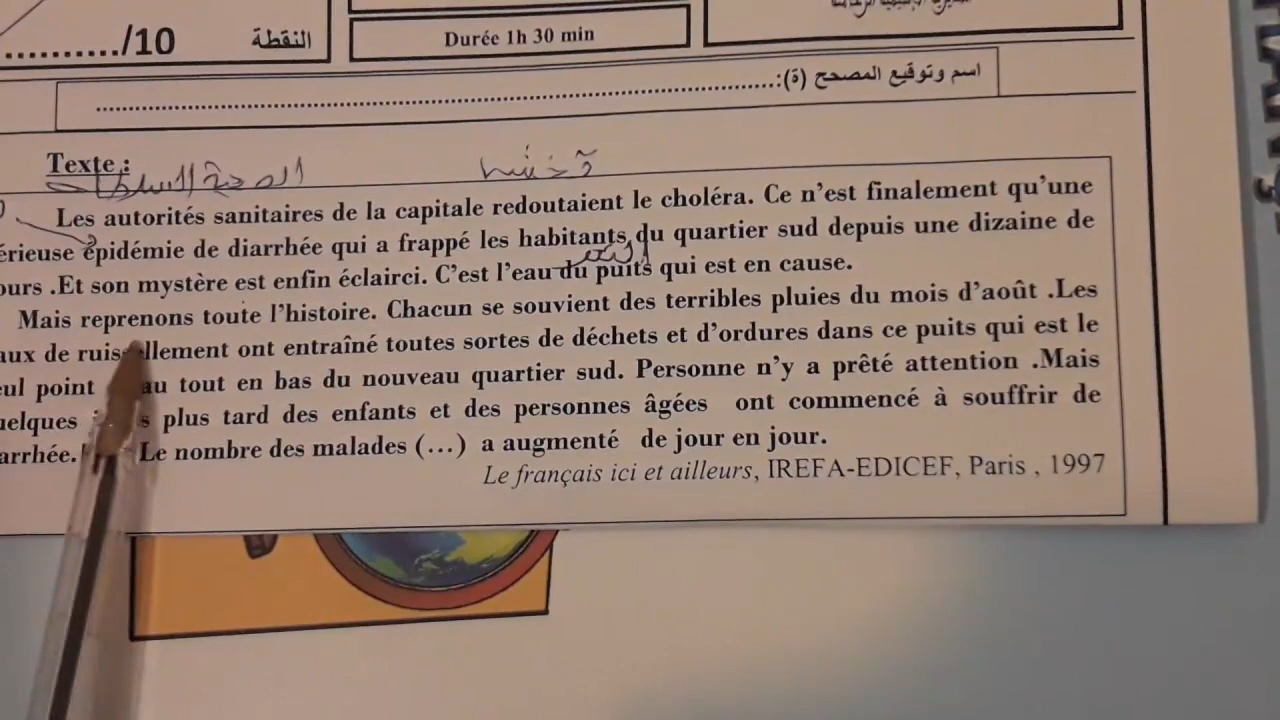 ........../10 النقطة
Durée 1h 30 min
اسم وتوقيع المصحح (ة):
Texte :
Les autorités sanitaires de la capitale redoutaient le choléra. Ce n'est finalement qu'une
épidémie de diarrhée qui a frappé les habitants du quartier sud depuis une dizaine de
.Et son mystère est enfin éclairci. C'est l'eau du puits qui est en cause.
Mais reprenons toute l'histoire. Chacun se souvient des terribles pluies du mois d'août .Les
de ruissellement ont entraîné toutes sortes de déchets et d'ordures dans ce puits qui est le
point tout en bas du nouveau quartier sud. Personne n'y a prêté attention .Mais
plus tard des enfants et des personnes âgées ont commencé à souffrir de
Le nombre des malades (...) a augmenté de jour en jour.
Le français ici et ailleurs, IREFA-EDICEF, Paris , 1997